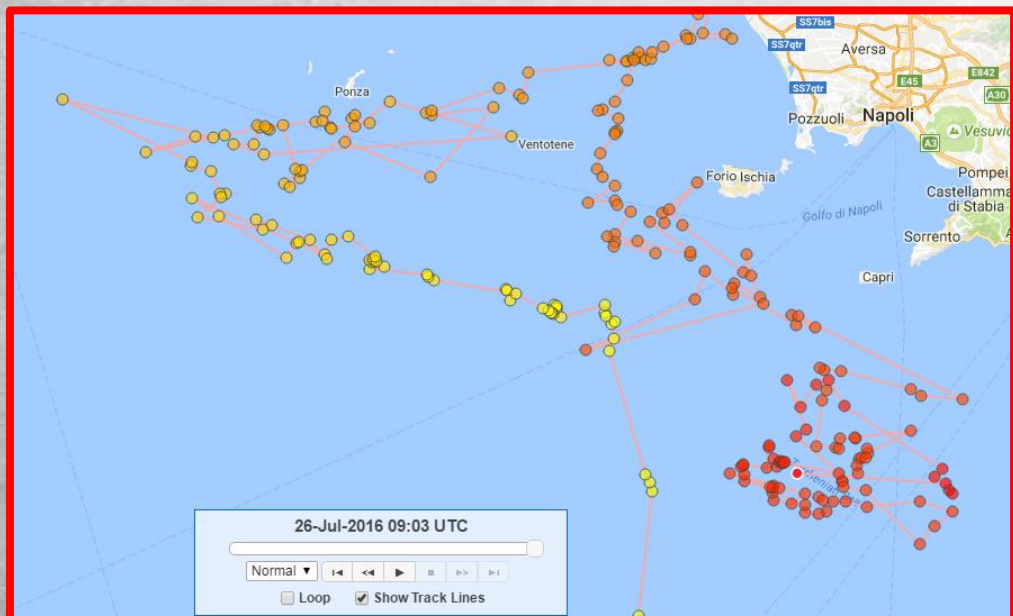 SS7bis
SS7qtr
Aversa
E842
E45
A30
SS7qtr
Ponza
Pozzuoli
Napoli
Vesuvio
A3
Ventotene
Pompei
Forio Ischia
Castellamm
di Stabia
Golfo di Napoli
Sorrento
Capri
26-Jul-2016 09:03 UTC
Normal
Loop
Show Track Lines